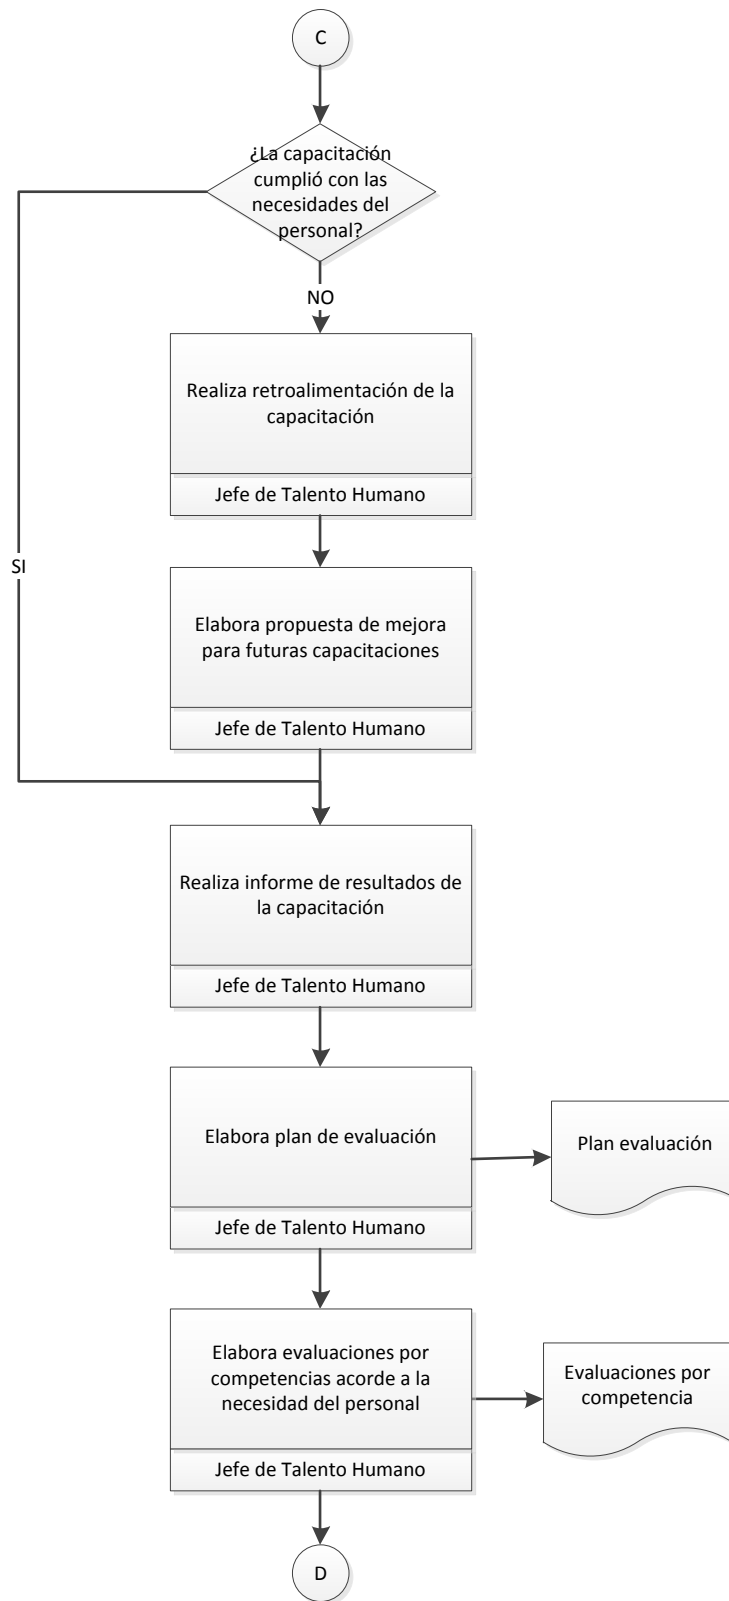 C
¿La capacitación
cumplió con las
necesidades del
personal?
NO
Realiza retroalimentación de la
capacitación
Jefe de Talento Humano
SI
Elabora propuesta de mejora
para futuras capacitaciones
Jefe de Talento Humano
Realiza informe de resultados de
la capacitación
Jefe de Talento Humano
Elabora plan de evaluación
Jefe de Talento Humano
Plan evaluación
Elabora evaluaciones por
competencias acorde a la
necesidad del personal
Jefe de Talento Humano
Evaluaciones por
competencia
D